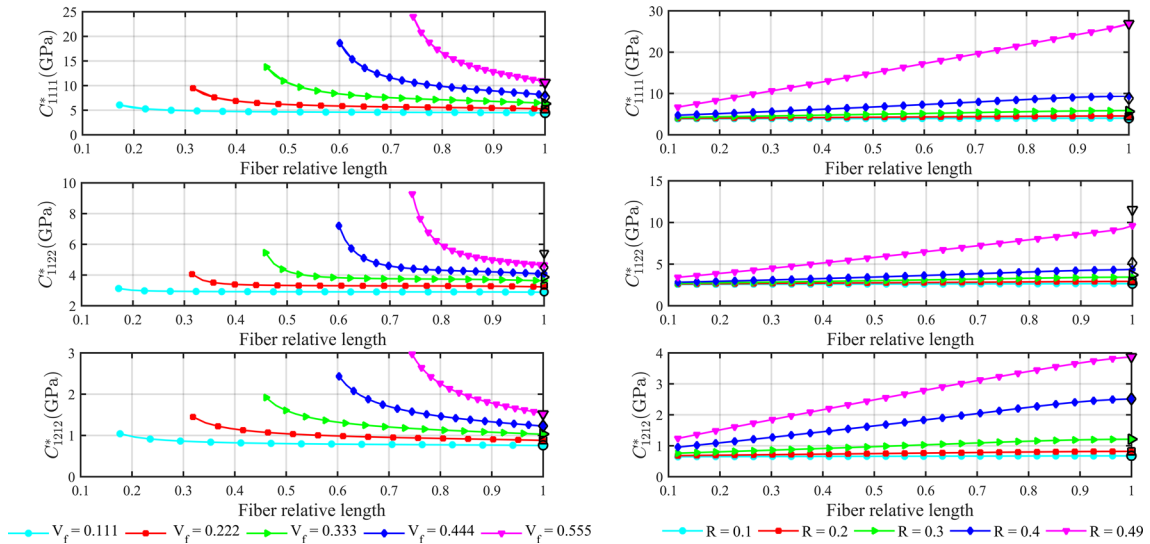 25
20
15
10
5
0
C*1111(GPa)
0.1 0.2 0.3 0.4 0.5 0.6 0.7 0.8 0.9 1
Fiber relative length
10
8
6
4
2
C*1122(GPa)
0.1 0.2 0.3 0.4 0.5 0.6 0.7 0.8 0.9 1
Fiber relative length
3
2
1
0
C*1212(GPa)
0.1 0.2 0.3 0.4 0.5 0.6 0.7 0.8 0.9 1
Fiber relative length
Vf = 0.111 Vf = 0.222 Vf = 0.333 Vf = 0.444 Vf = 0.555
30
20
10
0
C*1111(GPa)
0.1 0.2 0.3 0.4 0.5 0.6 0.7 0.8 0.9 1
Fiber relative length
15
10
5
0
C*1122(GPa)
0.1 0.2 0.3 0.4 0.5 0.6 0.7 0.8 0.9 1
Fiber relative length
4
3
2
1
0
C*1212(GPa)
0.1 0.2 0.3 0.4 0.5 0.6 0.7 0.8 0.9 1
Fiber relative length
R = 0.1 R = 0.2 R = 0.3 R = 0.4 R = 0.49